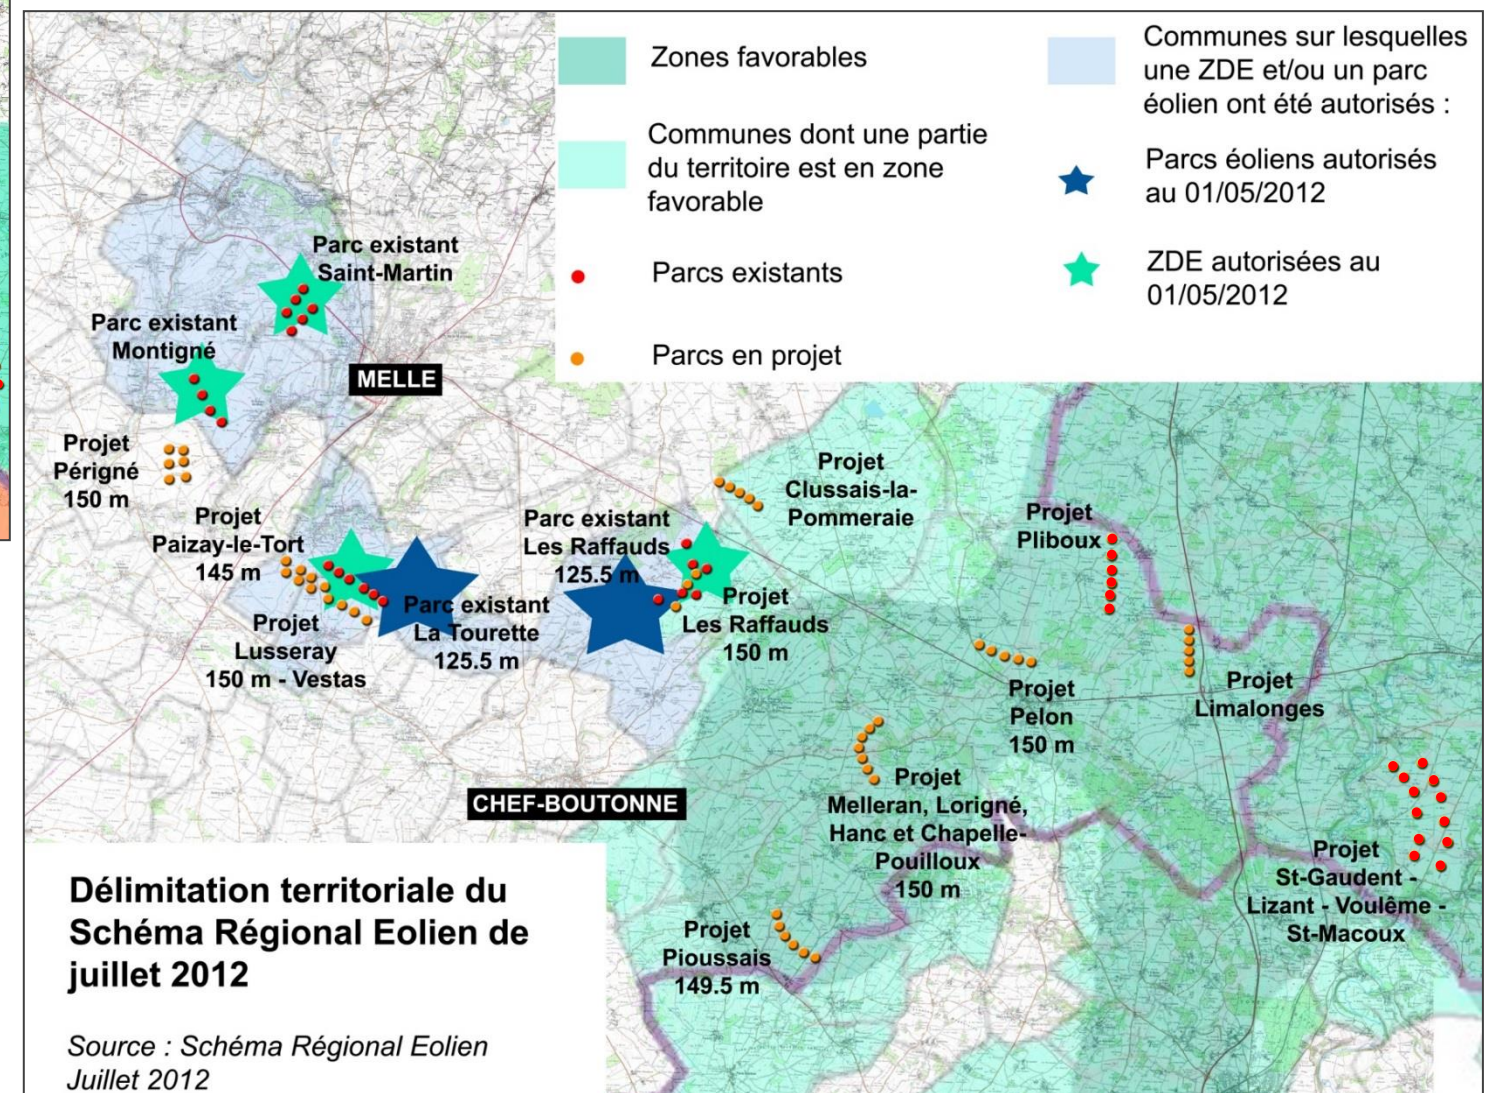 Zones favorables
Communes dont une partie
du territoire est en zone
favorable
Parcs existants
Parcs en projet
Communes sur lesquelles
une ZDE et/ou un parc
éolien ont été autorisés :
Parcs éoliens autorisés
au 01/05/2012
ZDE autorisées au
01/05/2012
Parc existant
Saint-Martin
Parc existant
Montigné
MELLE
Projet
Périgné
150 m
Projet
Paizay-le-Tort
145 m
Projet
Lusseray
150 m - Vestas
Parc existant
La Tourette
125.5 m
Parc existant
Les Raffauds
125.5 m
Projet
Les Raffauds
150 m
Projet
Clussais-la-
Pommeraie
Projet
Pliboux
Projet
Limalonges
Projet
Pelon
150 m
Projet
Melleran, Lorigné,
Hanc et Chapelle-
Pouilloux
150 m
CHEF-BOUTONNE
Projet
Pioussais
149.5 m
Projet
St-Gaudent -
Lizant - Voulême -
St-Macoux
Délimitation territoriale du
Schéma Régional Eolien de
juillet 2012
Source : Schéma Régional Eolien
Juillet 2012